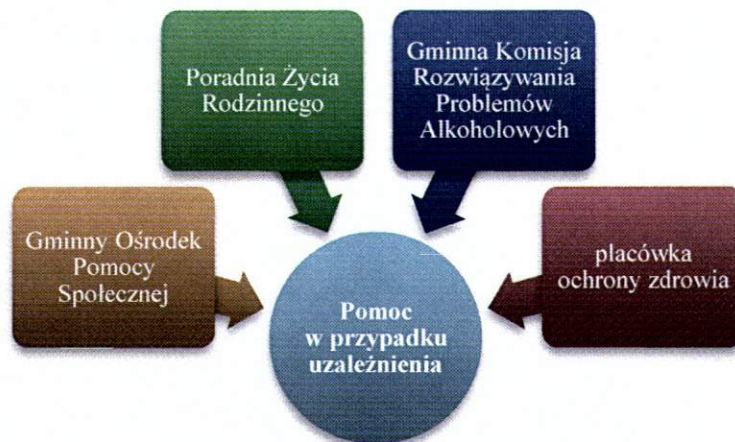 Poradnia Życia
Rodzinnego
Gminna Komisja
Rozwiązywania
Problemów
Alkoholowych
Gminny Ośrodek
Pomocy
Społecznej
placówka
ochrony zdrowia
Pomoc
w przypadku
uzależnienia